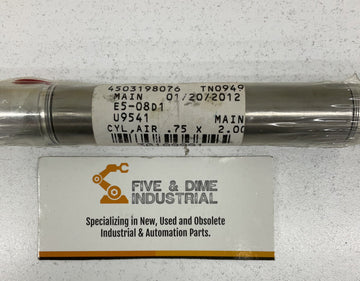 4503198076 TN0949
MAIN 01/20/2012
E5-08D1
U9541 MAIN
CYL,AIR .75 X 2.00
FIVE & DIME
INDUSTRIAL
Specializing in New, Used and Obsolete
Industrial & Automation Parts.